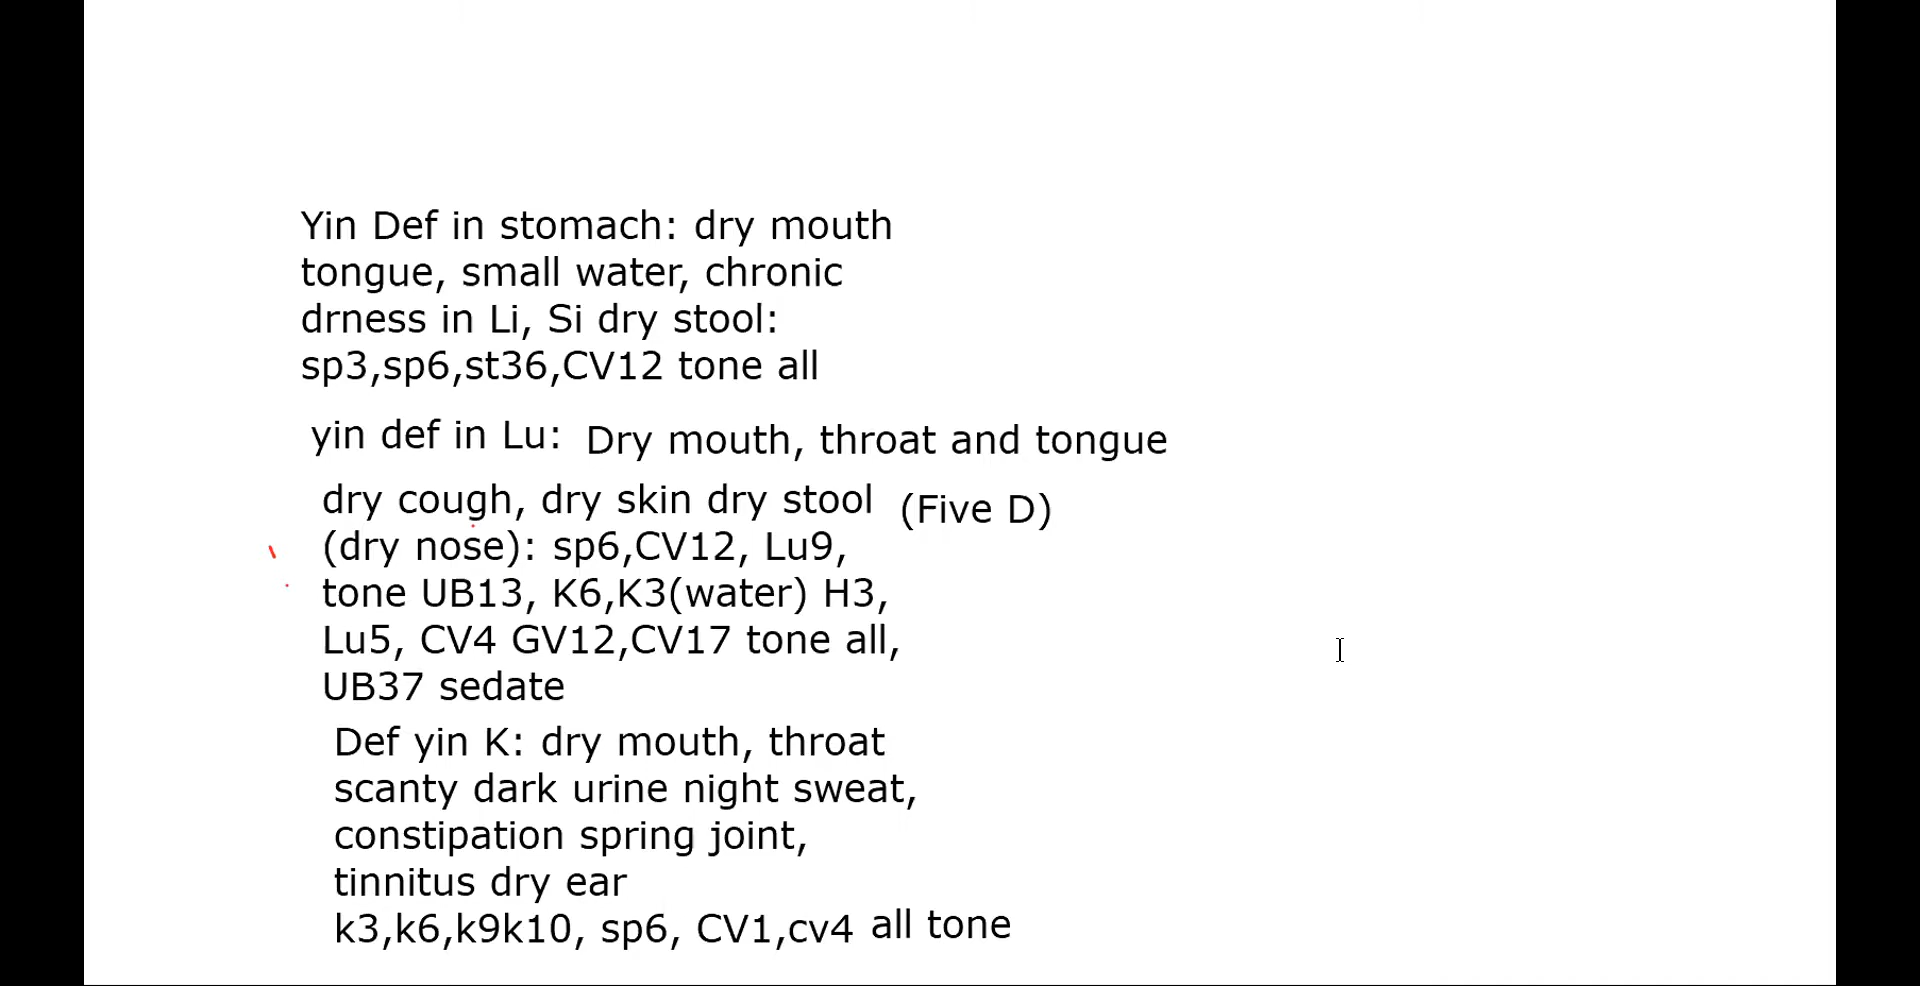 Yin Def in stomach: dry mouth
tongue, small water, chronic
drness in Li, Si dry stool:
sp3,sp6,st36,CV12 tone all
yin def in Lu: Dry mouth, throat and tongue
dry cough, dry skin dry stool (Five D)
(dry nose): sp6,CV12, Lu9,
tone UB13, K6,K3(water) H3,
Lu5, CV4 GV12,CV17 tone all,
UB37 sedate
Def yin K: dry mouth, throat
scanty dark urine night sweat,
constipation spring joint,
tinnitus dry ear
k3,k6,k9k10, sp6, CV1,cv4 all tone